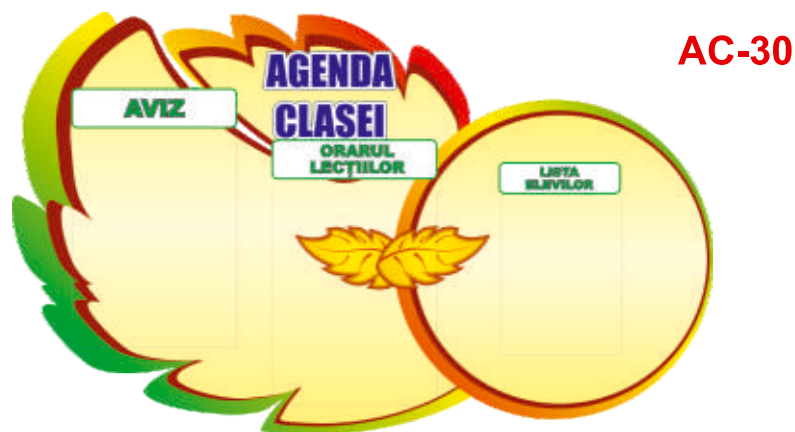 AC-30
AGENDA
CLASEI
AVIZ
ORARUL
LECȚIILOR
LISTA
ELEVILOR